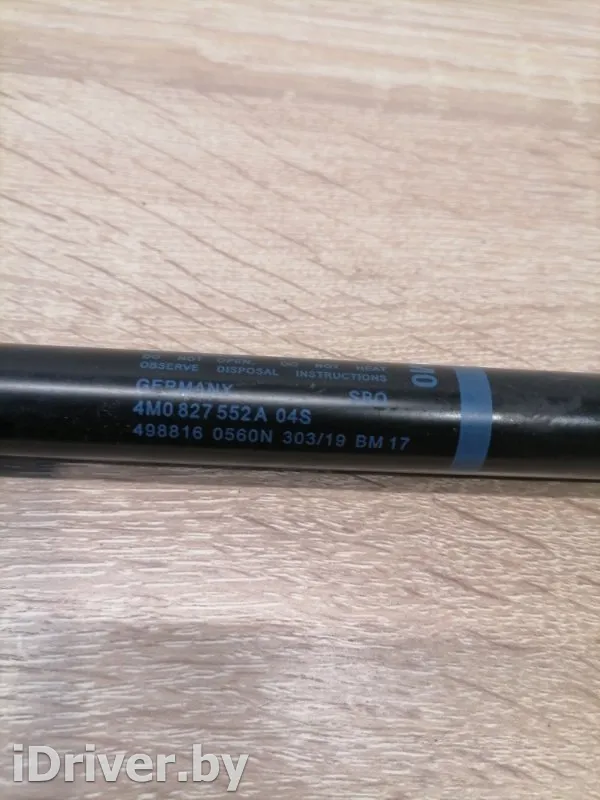 DO NOT OPEN. DO NOT HEAT
OBSERVE DISPOSAL INSTRUCTIONS
GERMANY SBO
4M0 827 552 A 04S
498816 0560N 303/19 BM 17
iDriver.by